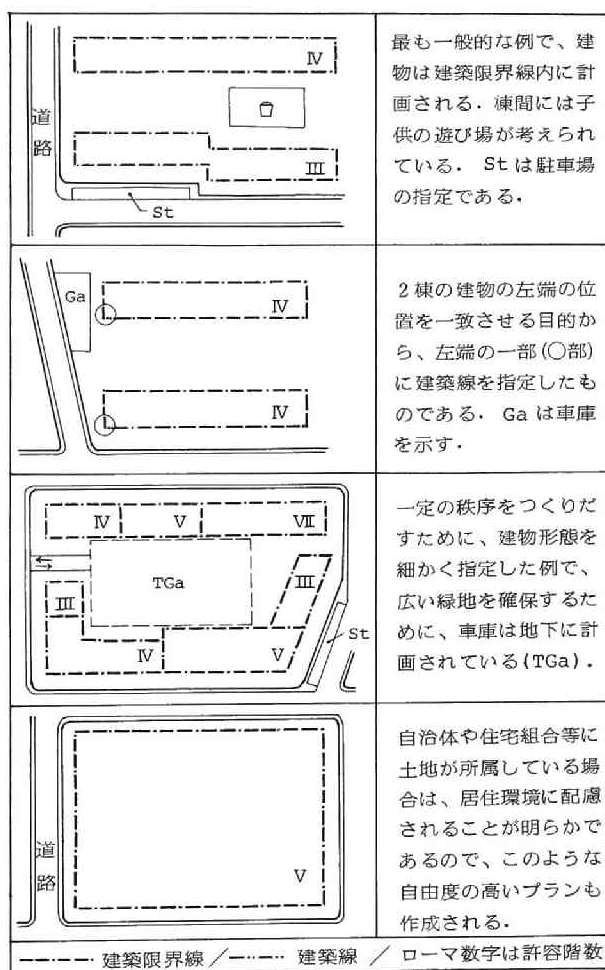 道
路
IV
III
St
最も一般的な例で、建
物は建築限界線内に計
画される．棟間には子
供の遊び場が考えられ
ている．Stは駐車場
の指定である．
Ga
IV
IV
2棟の建物の左端の位
置を一致させる目的か
ら、左端の一部(○部)
に建築線を指定したも
のである．Gaは車庫
を示す．
IV
V
VII
TGa
III
III
IV
V
St
一定の秩序をつくりだ
すために、建物形態を
細かく指定した例で、
広い緑地を確保するた
めに、車庫は地下に計
画されている(TGa)．
道
路
V
自治体や住宅組合等に
土地が所属している場
合は、居住環境に配慮
されることが明らかで
あるので、このような
自由度の高いプランも
作成される．
建築限界線／ 建築線 ／ ローマ数字は許容階数